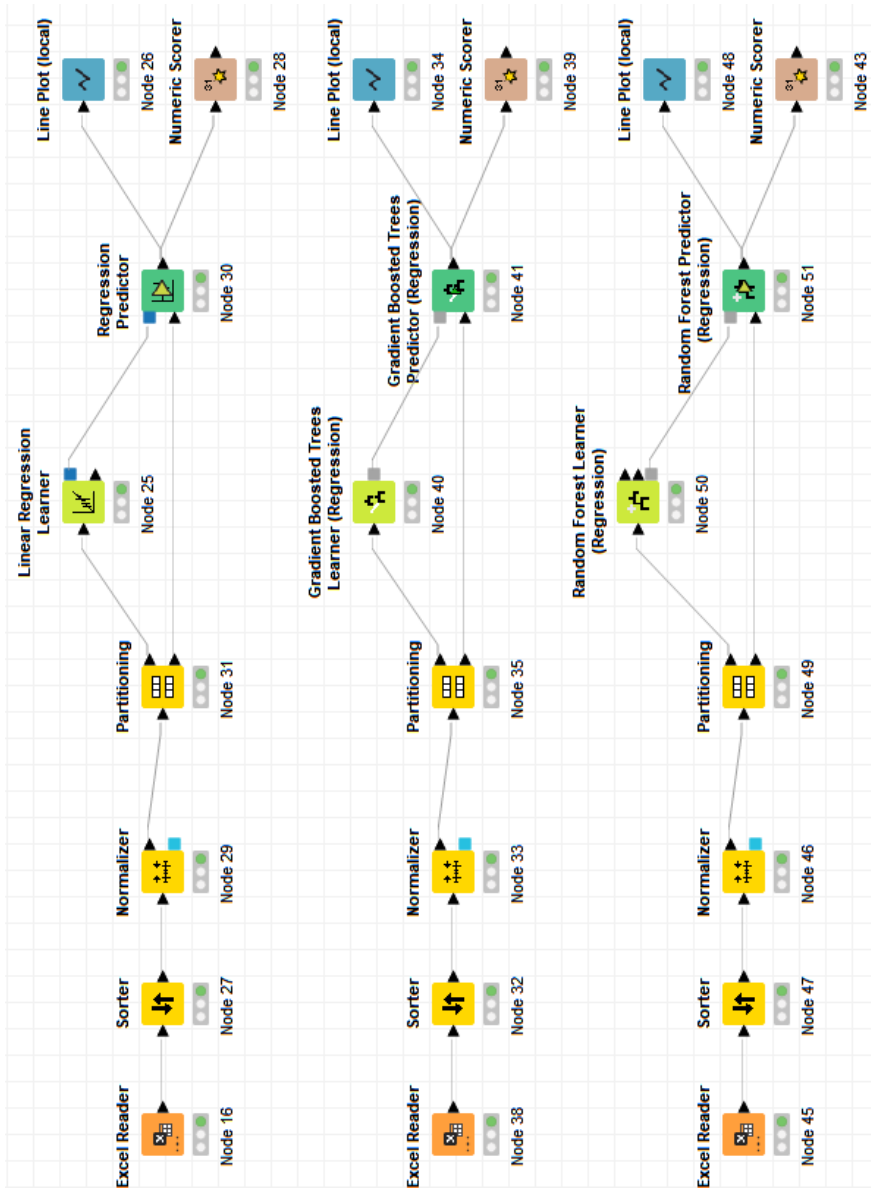 Excel Reader
Node 16
Sorter
Node 27
Normalizer
Node 29
Partitioning
Node 31
Linear Regression
Learner
Node 25
Regression
Predictor
Node 30
Line Plot (local)
Node 26
Numeric Scorer
31
Node 28
Excel Reader
Node 38
Sorter
Node 32
Normalizer
Node 33
Partitioning
Node 35
Gradient Boosted Trees
Learner (Regression)
Node 40
Gradient Boosted Trees
Predictor (Regression)
Node 41
Line Plot (local)
Node 34
Numeric Scorer
31
Node 39
Excel Reader
Node 45
Sorter
Node 47
Normalizer
Node 46
Partitioning
Node 49
Random Forest Learner
(Regression)
Node 50
Random Forest Predictor
(Regression)
Node 51
Line Plot (local)
Node 48
Numeric Scorer
31
Node 43